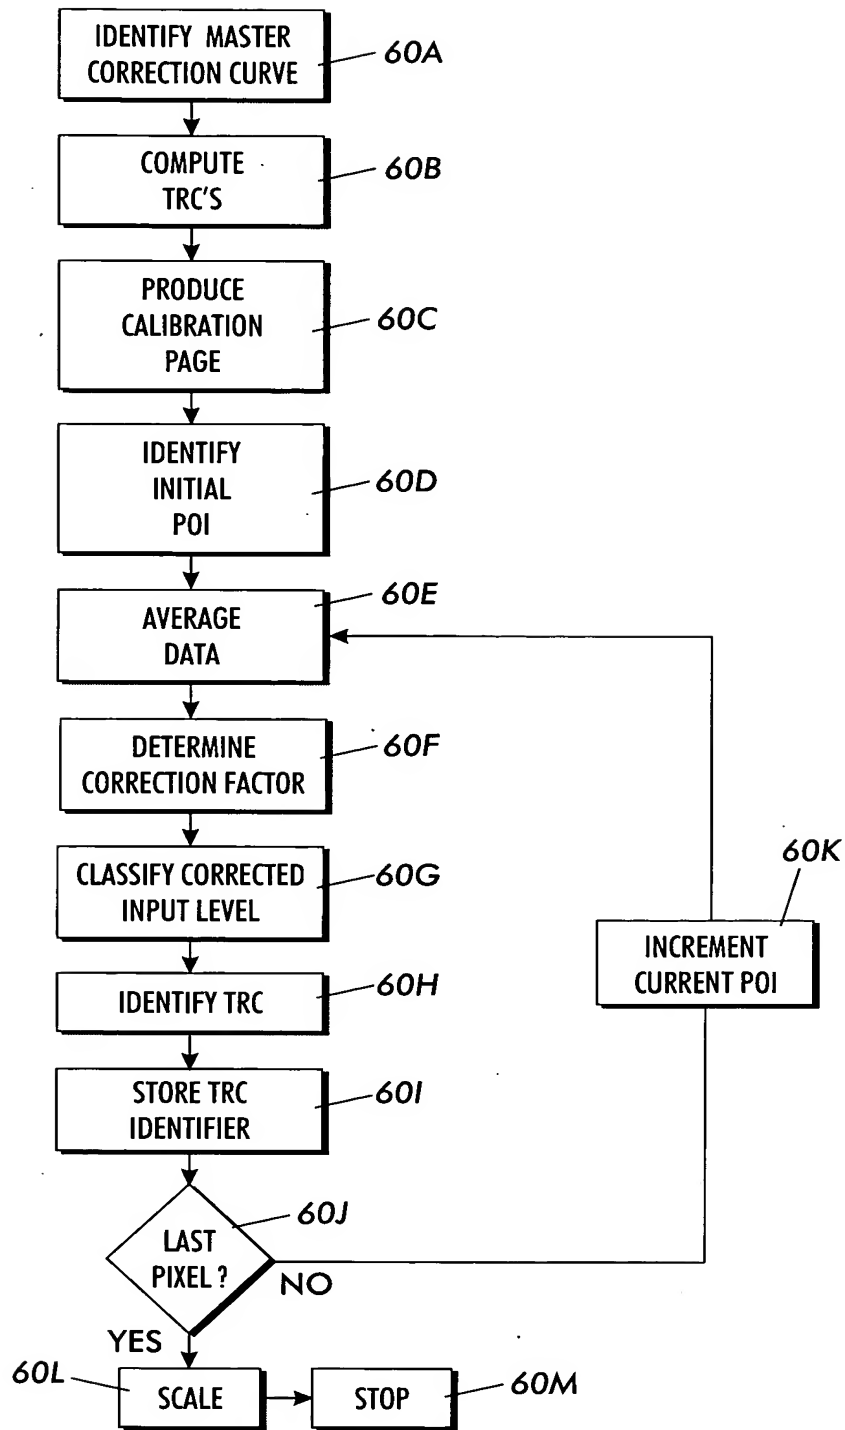 IDENTIFY MASTER
CORRECTION CURVE
60A
COMPUTE
TRC'S
60B
PRODUCE
CALIBRATION
PAGE
60C
IDENTIFY
INITIAL
POI
60D
AVERAGE
DATA
60E
DETERMINE
CORRECTION FACTOR
60F
CLASSIFY CORRECTED
INPUT LEVEL
60G
60K
INCREMENT
CURRENT POI
IDENTIFY TRC
60H
STORE TRC
IDENTIFIER
60I
LAST
PIXEL ?
60J
NO
YES
60L
SCALE
STOP
60M